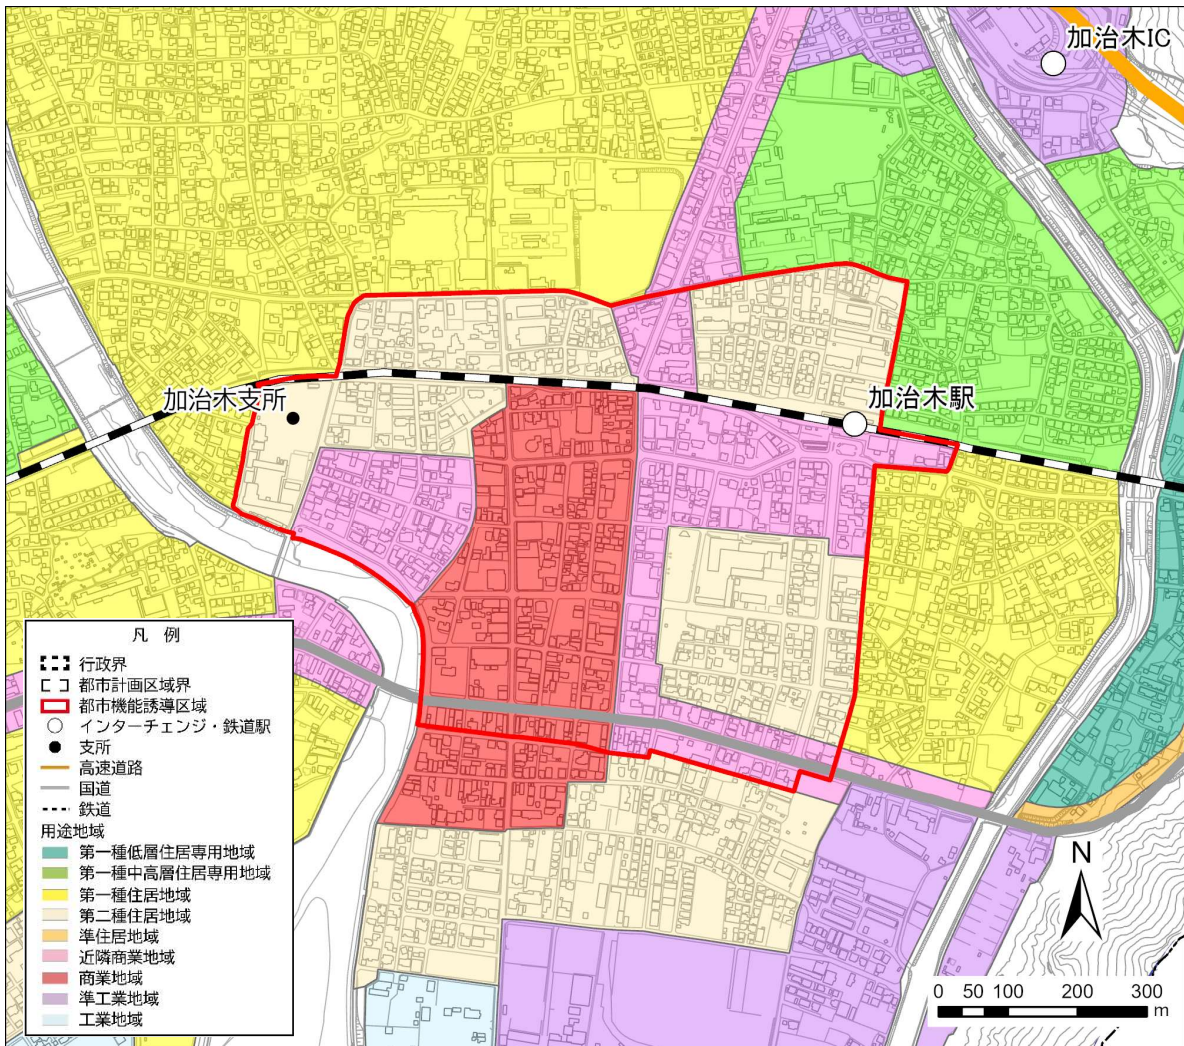 加治木IC
加治木支所
加治木駅
凡 例
行政界
都市計画区域界
都市機能誘導区域
インターチェンジ・鉄道駅
支所
高速道路
国道
鉄道
用途地域
第一種低層住居専用地域
第一種中高層住居専用地域
第一種住居地域
第二種住居地域
準住居地域
近隣商業地域
商業地域
準工業地域
工業地域
N
0 50 100 200 300
m